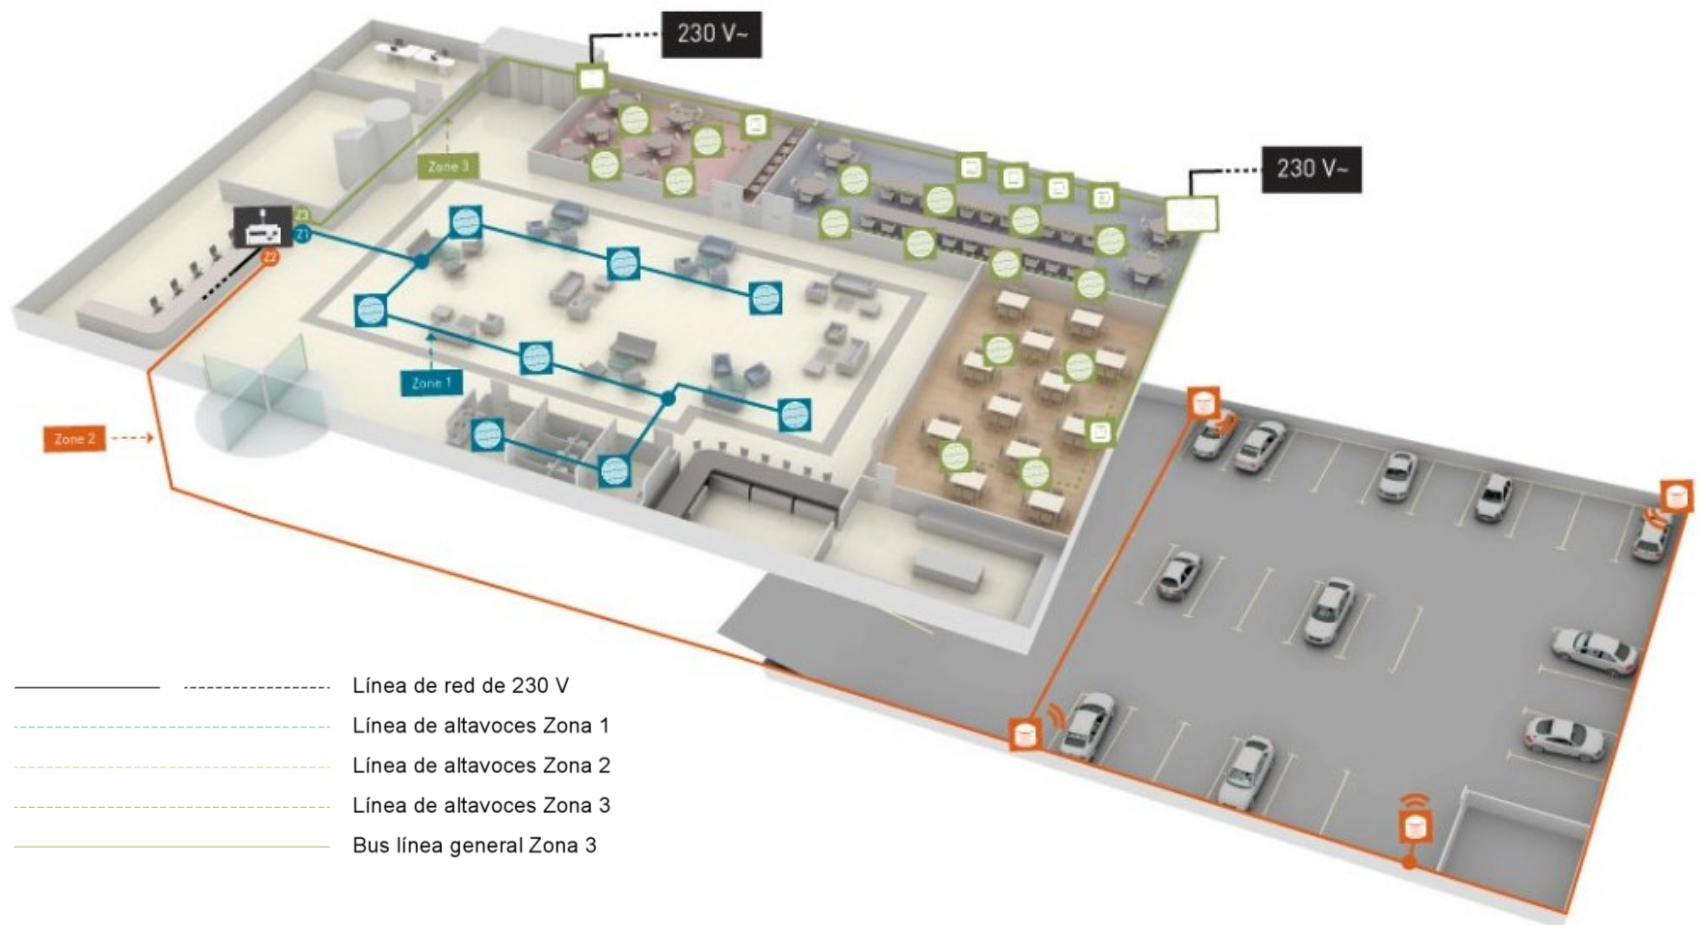 230 V~
230 V~
Zone 3
Z3
Z1
Z2
Zone 1
Zone 2
Línea de red de 230 V
Línea de altavoces Zona 1
Línea de altavoces Zona 2
Línea de altavoces Zona 3
Bus línea general Zona 3